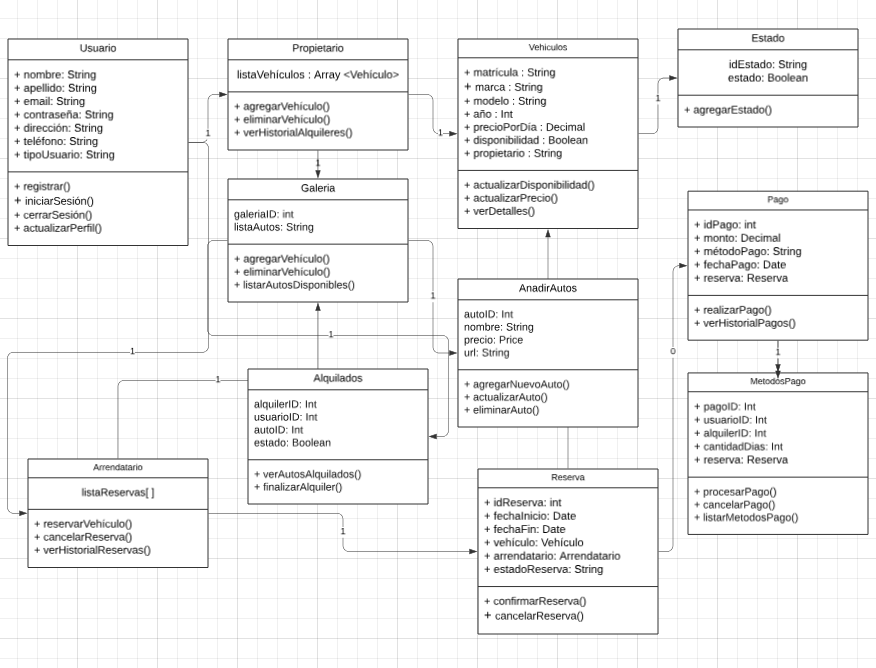 Usuario
+ nombre: String
+ apellido: String
+ email: String
+ contraseña: String
+ dirección: String
+ teléfono: String
+ tipoUsuario: String
+ registrar()
+ iniciarSesión()
+ cerrarSesión()
+ actualizarPerfil()
Propietario
listaVehículos : Array <Vehículo>
+ agregarVehículo()
+ eliminarVehículo()
+ verHistorialAlquileres()
Vehiculos
+ matrícula : String
+ marca : String
+ modelo : String
+ año : Int
+ precioPorDía : Decimal
+ disponibilidad : Boolean
+ propietario : String
+ actualizarDisponibilidad()
+ actualizarPrecio()
+ verDetalles()
Estado
idEstado: String
estado: Boolean
+ agregarEstado()
1
1
1
1
Galeria
galeriaID: int
listaAutos: String
+ agregarVehículo()
+ eliminarVehículo()
+ listarAutosDisponibles()
Pago
+ idPago: int
+ monto: Decimal
+ métodoPago: String
+ fechaPago: Date
+ reserva: Reserva
+ realizarPago()
+ verHistorialPagos()
AnadirAutos
autoID: Int
nombre: String
precio: Price
url: String
+ agregarNuevoAuto()
+ actualizarAuto()
+ eliminarAuto()
1
1
1
1
0
1
Alquilados
alquilerID: Int
usuarioID: Int
autoID: Int
estado: Boolean
+ verAutosAlquilados()
+ finalizarAlquiler()
MetodosPago
+ pagoID: Int
+ usuarioID: Int
+ alquilerID: Int
+ cantidadDias: Int
+ reserva: Reserva
+ procesarPago()
+ cancelarPago()
+ listarMetodosPago()
Arrendatario
listaReservas[ ]
+ reservarVehículo()
+ cancelarReserva()
+ verHistorialReservas()
1
Reserva
+ idReserva: int
+ fechaInicio: Date
+ fechaFin: Date
+ vehículo: Vehículo
+ arrendatario: Arrendatario
+ estadoReserva: String
+ confirmarReserva()
+ cancelarReserva()